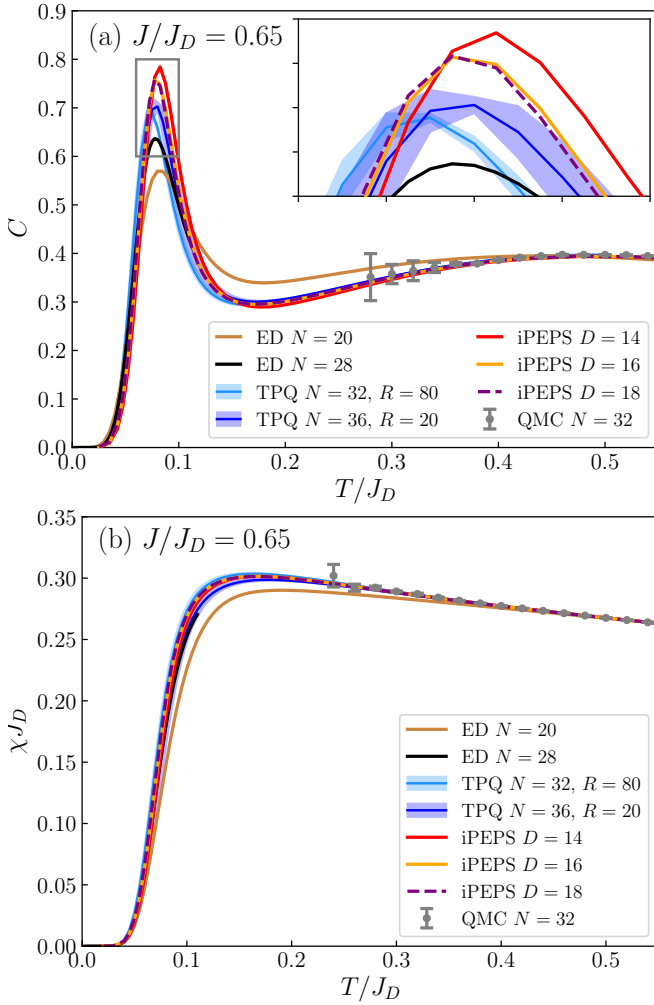 (a) J/J_D = 0.65
C
0.8
0.7
0.6
0.5
0.4
0.3
0.2
0.1
0.0
ED N = 20
ED N = 28
TPQ N = 32, R = 80
TPQ N = 36, R = 20
iPEPS D = 14
iPEPS D = 16
iPEPS D = 18
QMC N = 32
0.0 0.1 0.2 0.3 0.4 0.5
T/J_D
(b) J/J_D = 0.65
χJ_D
0.35
0.30
0.25
0.20
0.15
0.10
0.05
0.00
ED N = 20
ED N = 28
TPQ N = 32, R = 80
TPQ N = 36, R = 20
iPEPS D = 14
iPEPS D = 16
iPEPS D = 18
QMC N = 32
0.0 0.1 0.2 0.3 0.4 0.5
T/J_D